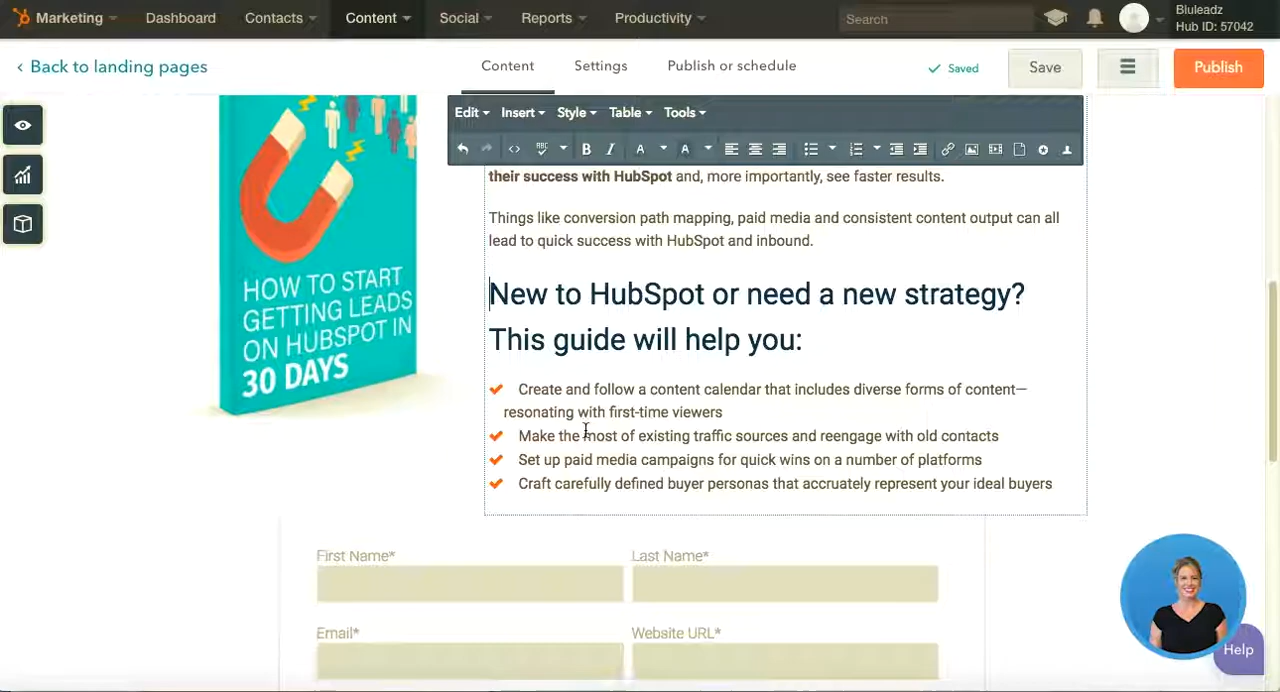 Marketing Dashboard Contacts Content Social Reports Productivity Search Bluleadz
Hub ID: 57042
‹ Back to landing pages Content Settings Publish or schedule Saved Save Publish
Edit Insert Style Table Tools
ABC B I A A
their success with HubSpot and, more importantly, see faster results.
Things like conversion path mapping, paid media and consistent content output can all
lead to quick success with HubSpot and inbound.
HOW TO START
GETTING LEADS
ON HUBSPOT IN
30 DAYS
New to HubSpot or need a new strategy?
This guide will help you:
Create and follow a content calendar that includes diverse forms of content—
resonating with first-time viewers
Make the most of existing traffic sources and reengage with old contacts
Set up paid media campaigns for quick wins on a number of platforms
Craft carefully defined buyer personas that accruately represent your ideal buyers
First Name* Last Name*
Email* Website URL*
Help